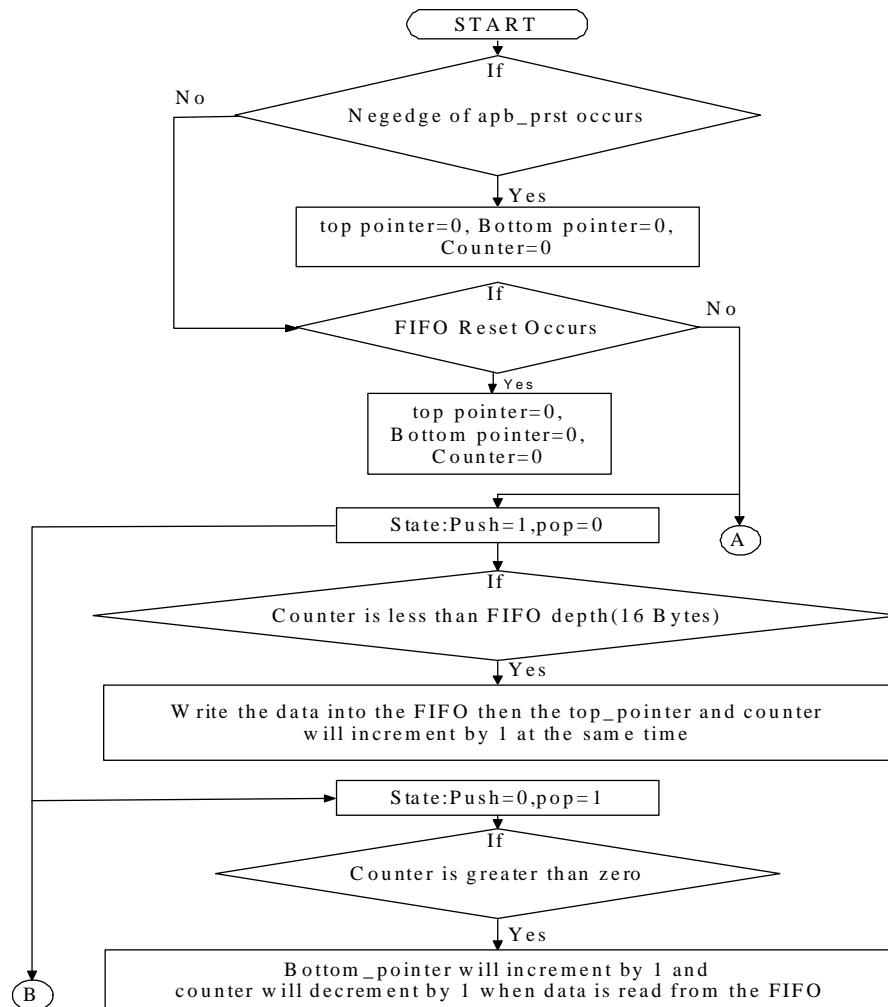 START
If
No
Negedge of apb_prst occurs
Yes
top pointer=0, Bottom pointer=0,
Counter=0
If
No
FIFO Reset Occurs
Yes
top pointer=0,
Bottom pointer=0,
Counter=0
State:Push=1,pop=0
A
If
Counter is less than FIFO depth(16 Bytes)
Yes
Write the data into the FIFO then the top_pointer and counter
will increment by 1 at the same time
State:Push=0,pop=1
If
Counter is greater than zero
Yes
Bottom_pointer will increment by 1 and
B
counter will decrement by 1 when data is read from the FIFO